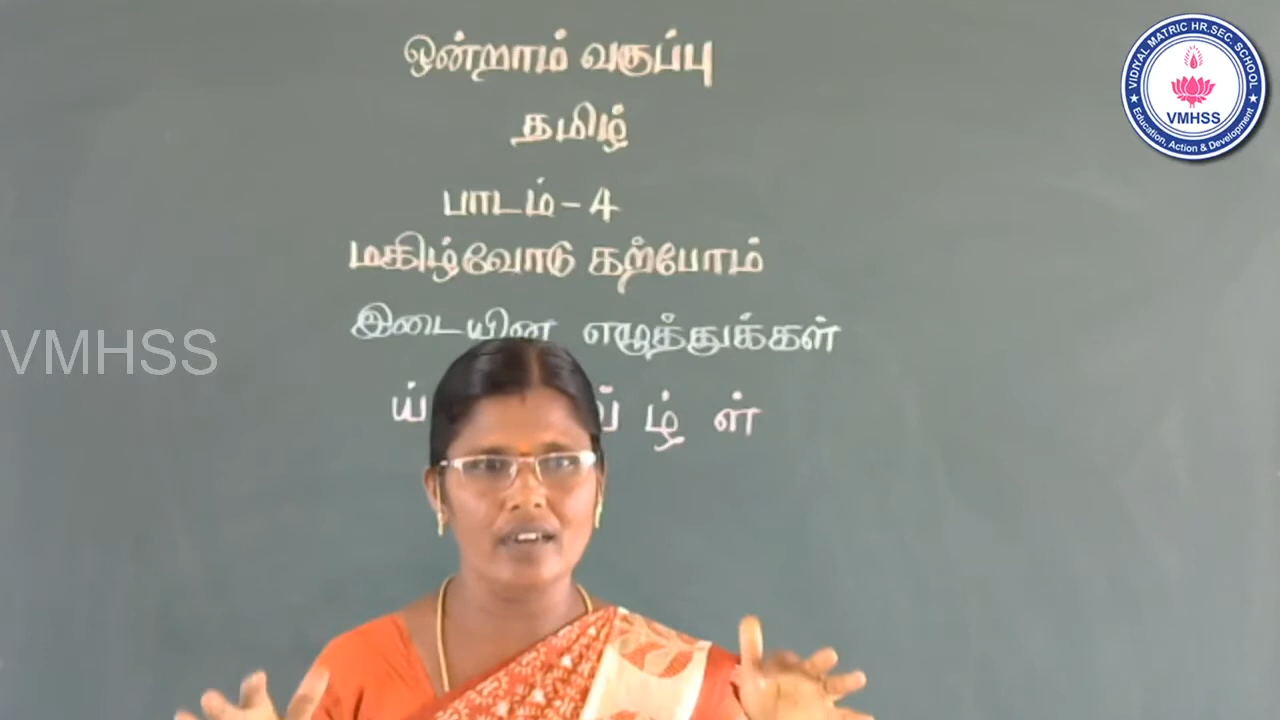 ஒன்றாம் வகுப்பு
தமிழ்
பாடம் - 4
மகிழ்வோடு கற்போம்
இடையின எழுத்துக்கள்
ய் வ் ழ் ள்
VMHSS
VIDIYAL MATRIC HR.SEC. SCHOOL
VMHSS
Education, Action & Development